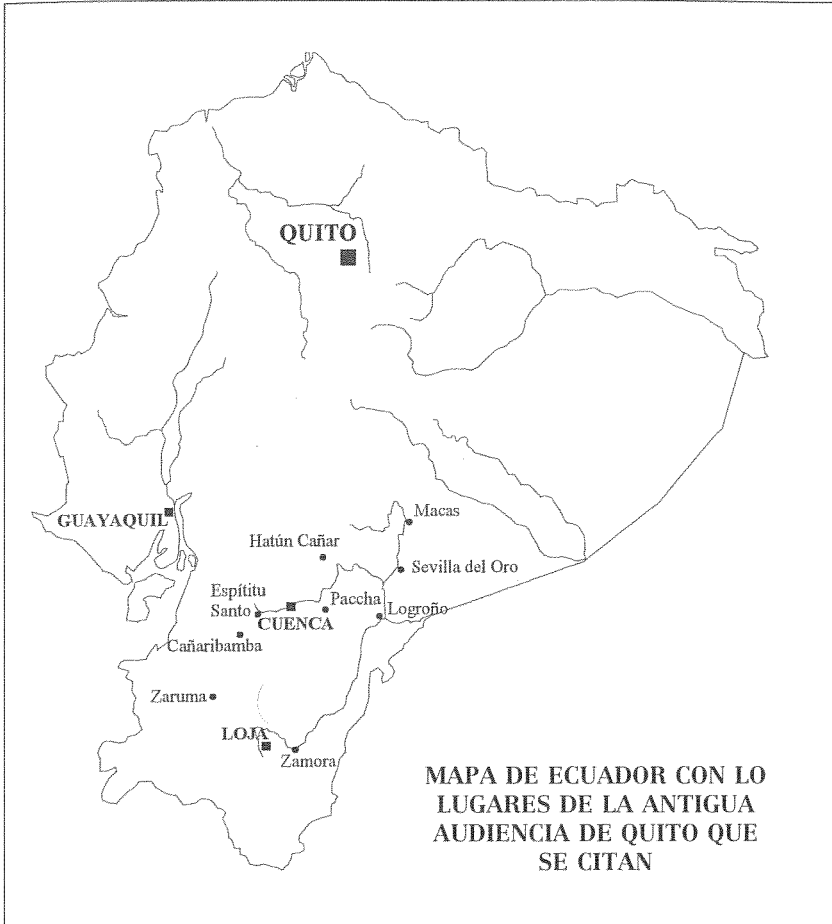 QUITO
GUAYAQUIL
Macas
Hatún Cañar
Sevilla del Oro
Espítitu
Santo
Paccha
Logroño
CUENCA
Cañaribamba
Zaruma
LOJA
Zamora
MAPA DE ECUADOR CON LO
LUGARES DE LA ANTIGUA
AUDIENCIA DE QUITO QUE
SE CITAN